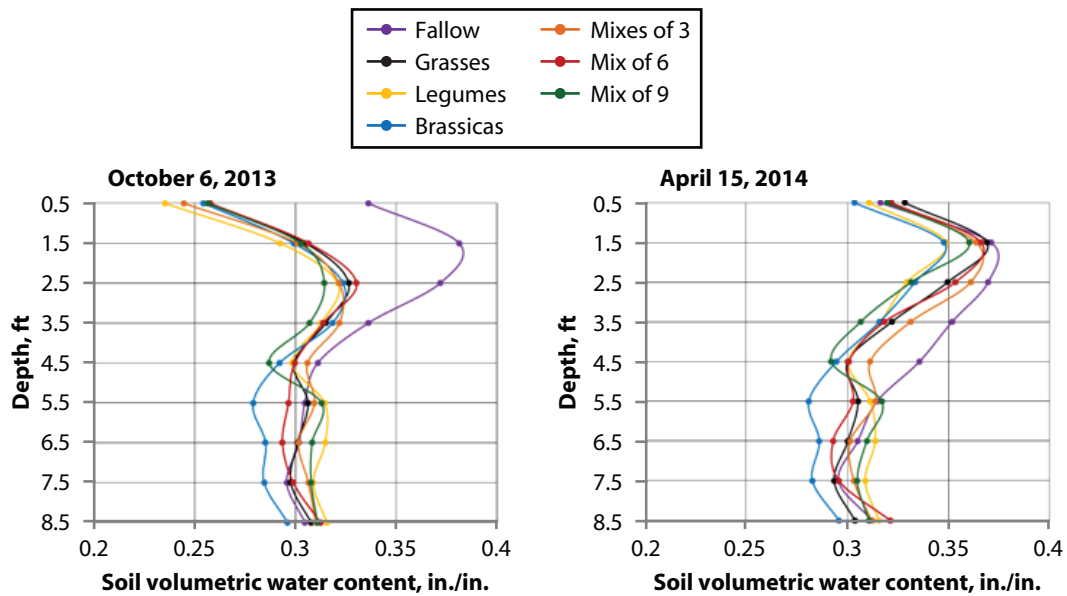 Fallow
Grasses
Legumes
Brassicas
Mixes of 3
Mix of 6
Mix of 9
October 6, 2013
Depth, ft
0.5
1.5
2.5
3.5
4.5
5.5
6.5
7.5
8.5
0.2 0.25 0.3 0.35 0.4
Soil volumetric water content, in./in.
April 15, 2014
Depth, ft
0.5
1.5
2.5
3.5
4.5
5.5
6.5
7.5
8.5
0.2 0.25 0.3 0.35 0.4
Soil volumetric water content, in./in.